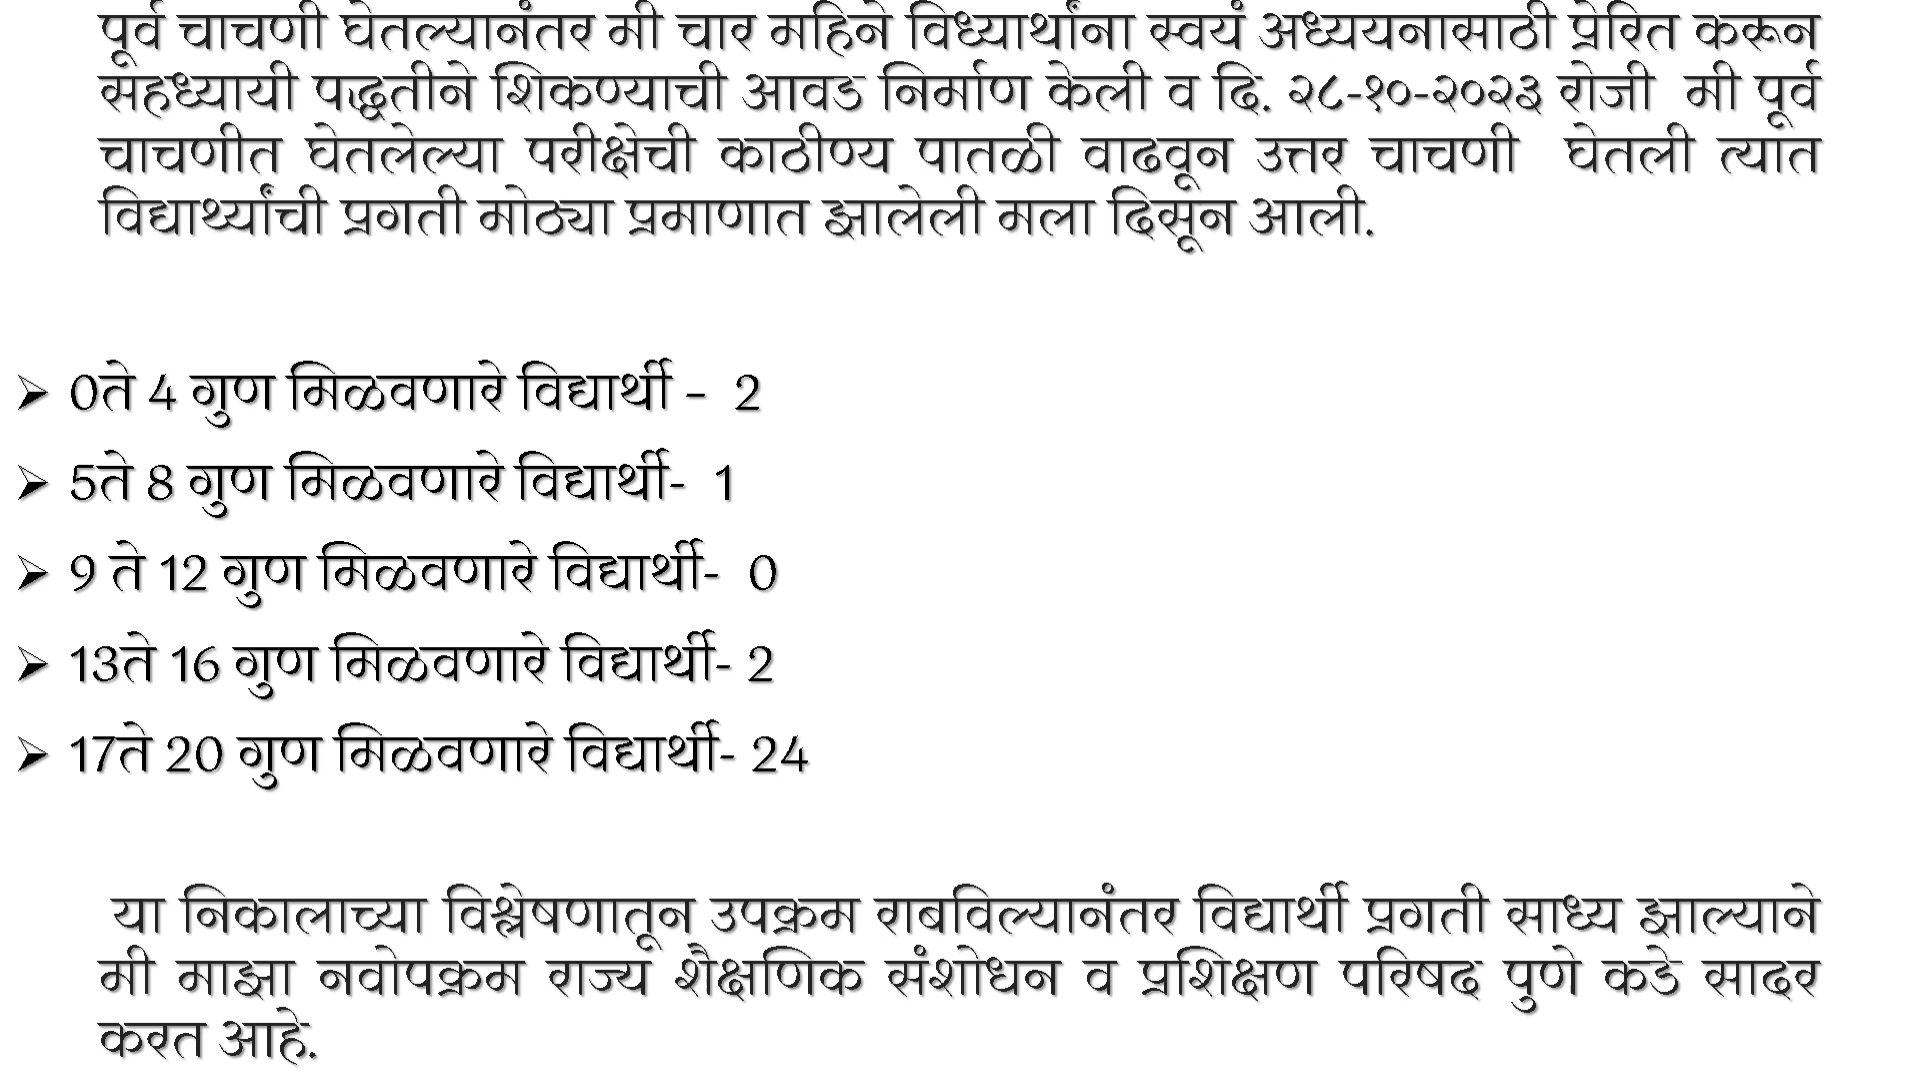 पूर्व चाचणी घेतल्यानंतर मी चार महिने विध्यार्थांना स्वयं अध्ययनासाठी प्रेरित करून
सहध्यायी पद्धतीने शिकण्याची आवड निर्माण केली व दि. २८-१०-२०२३ रोजी मी पूर्व
चाचणीत घेतलेल्या परीक्षेची काठीण्य पातळी वाढवून उत्तर चाचणी घेतली त्यात
विद्यार्थ्यांची प्रगती मोठ्या प्रमाणात झालेली मला दिसून आली.
➢ 0ते 4 गुण मिळवणारे विद्यार्थी - 2
➢ 5ते 8 गुण मिळवणारे विद्यार्थी- 1
➢ 9 ते 12 गुण मिळवणारे विद्यार्थी- 0
➢ 13ते 16 गुण मिळवणारे विद्यार्थी- 2
➢ 17ते 20 गुण मिळवणारे विद्यार्थी- 24
या निकालाच्या विश्लेषणातून उपक्रम राबविल्यानंतर विद्यार्थी प्रगती साध्य झाल्याने
मी माझा नवोपक्रम राज्य शैक्षणिक संशोधन व प्रशिक्षण परिषद पुणे कडे सादर
करत आहे.